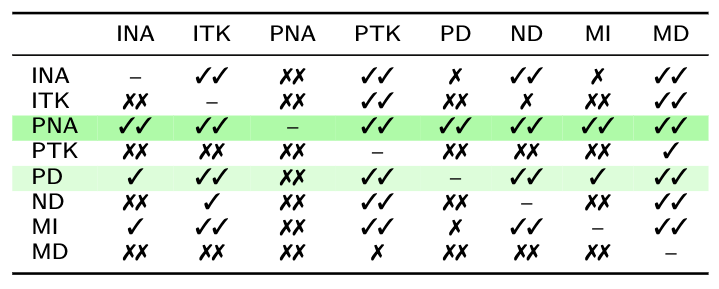 INA ITK PNA PTK PD ND MI MD
INA – ✓✓ ✗✗ ✓✓ ✗ ✓✓ ✗ ✓✓
ITK ✗✗ – ✗✗ ✓✓ ✗✗ ✗ ✗✗ ✓✓
PNA ✓✓ ✓✓ – ✓✓ ✓✓ ✓✓ ✓✓ ✓✓
PTK ✗✗ ✗✗ ✗✗ – ✗✗ ✗✗ ✗✗ ✓
PD ✓ ✓✓ ✗✗ ✓✓ – ✓✓ ✓ ✓✓
ND ✗✗ ✓ ✗✗ ✓✓ ✗✗ – ✗✗ ✓✓
MI ✓ ✓✓ ✗✗ ✓✓ ✗ ✓✓ – ✓✓
MD ✗✗ ✗✗ ✗✗ ✗ ✗✗ ✗✗ ✗✗ –